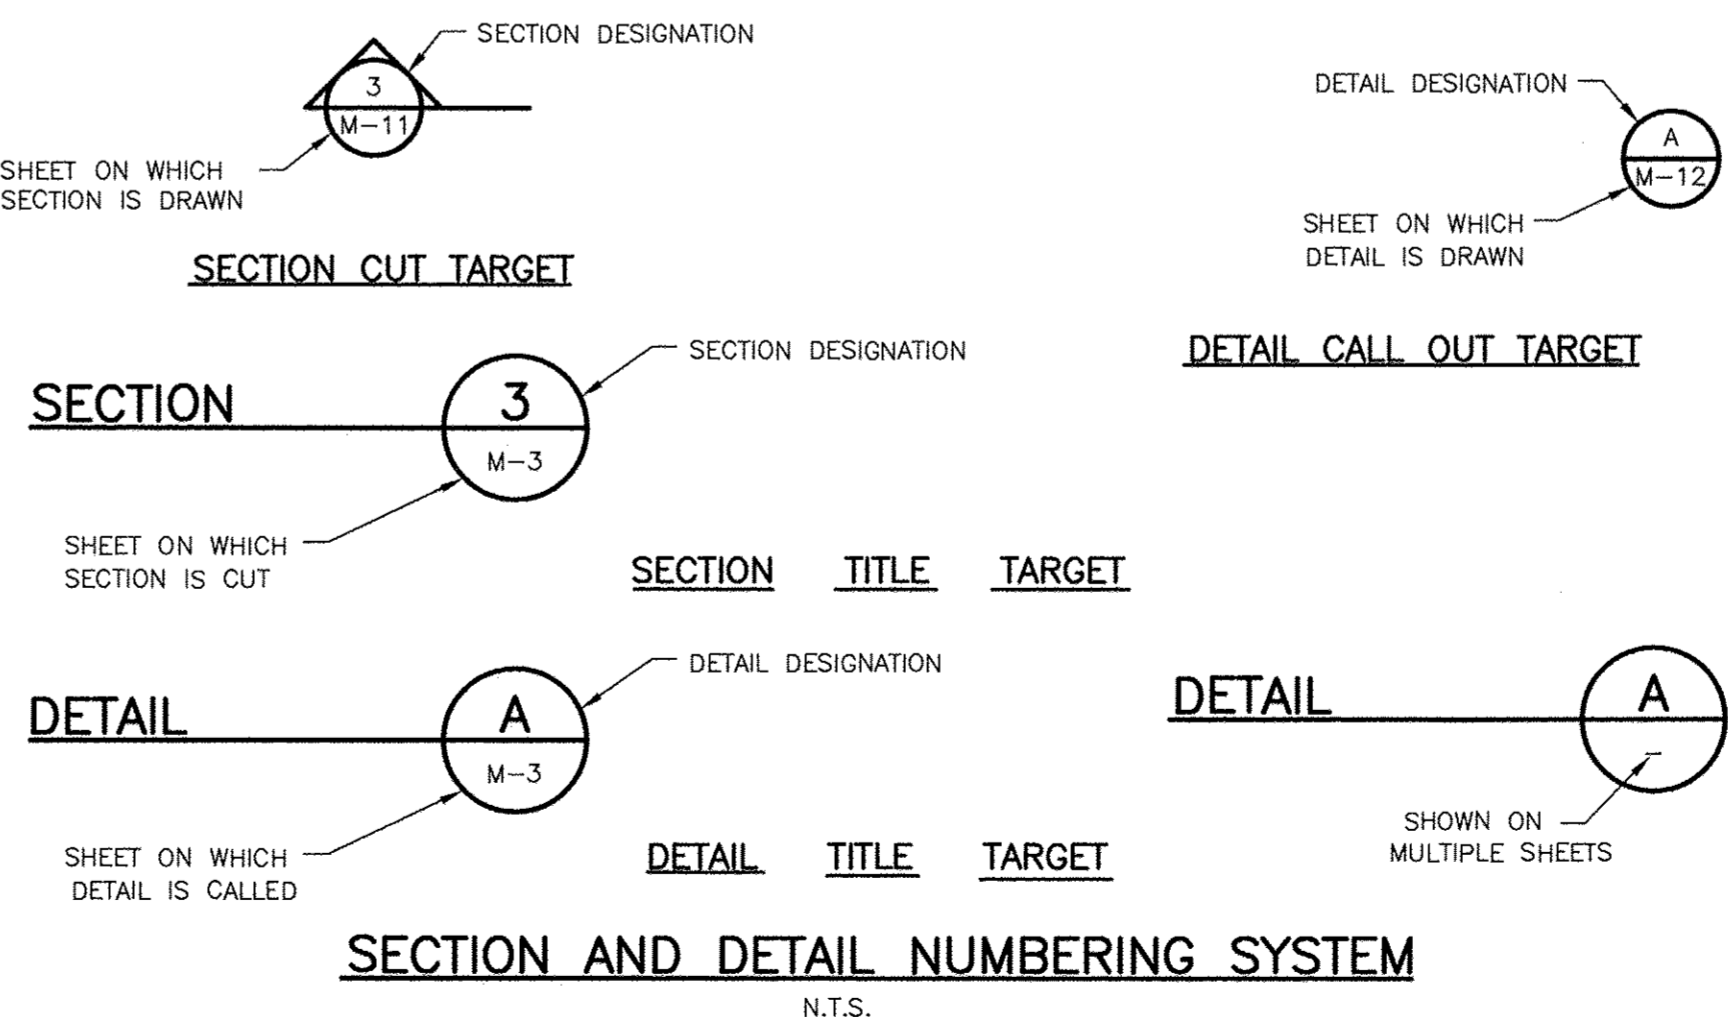 SECTION DESIGNATION
3
M-11
SHEET ON WHICH
SECTION IS DRAWN
SECTION CUT TARGET
DETAIL DESIGNATION
A
M-12
SHEET ON WHICH
DETAIL IS DRAWN
DETAIL CALL OUT TARGET
SECTION
3
M-3
SECTION DESIGNATION
SHEET ON WHICH
SECTION IS CUT
SECTION TITLE TARGET
DETAIL
A
M-3
DETAIL DESIGNATION
SHEET ON WHICH
DETAIL IS CALLED
DETAIL
A
-
SHOWN ON
MULTIPLE SHEETS
DETAIL TITLE TARGET
SECTION AND DETAIL NUMBERING SYSTEM
N.T.S.